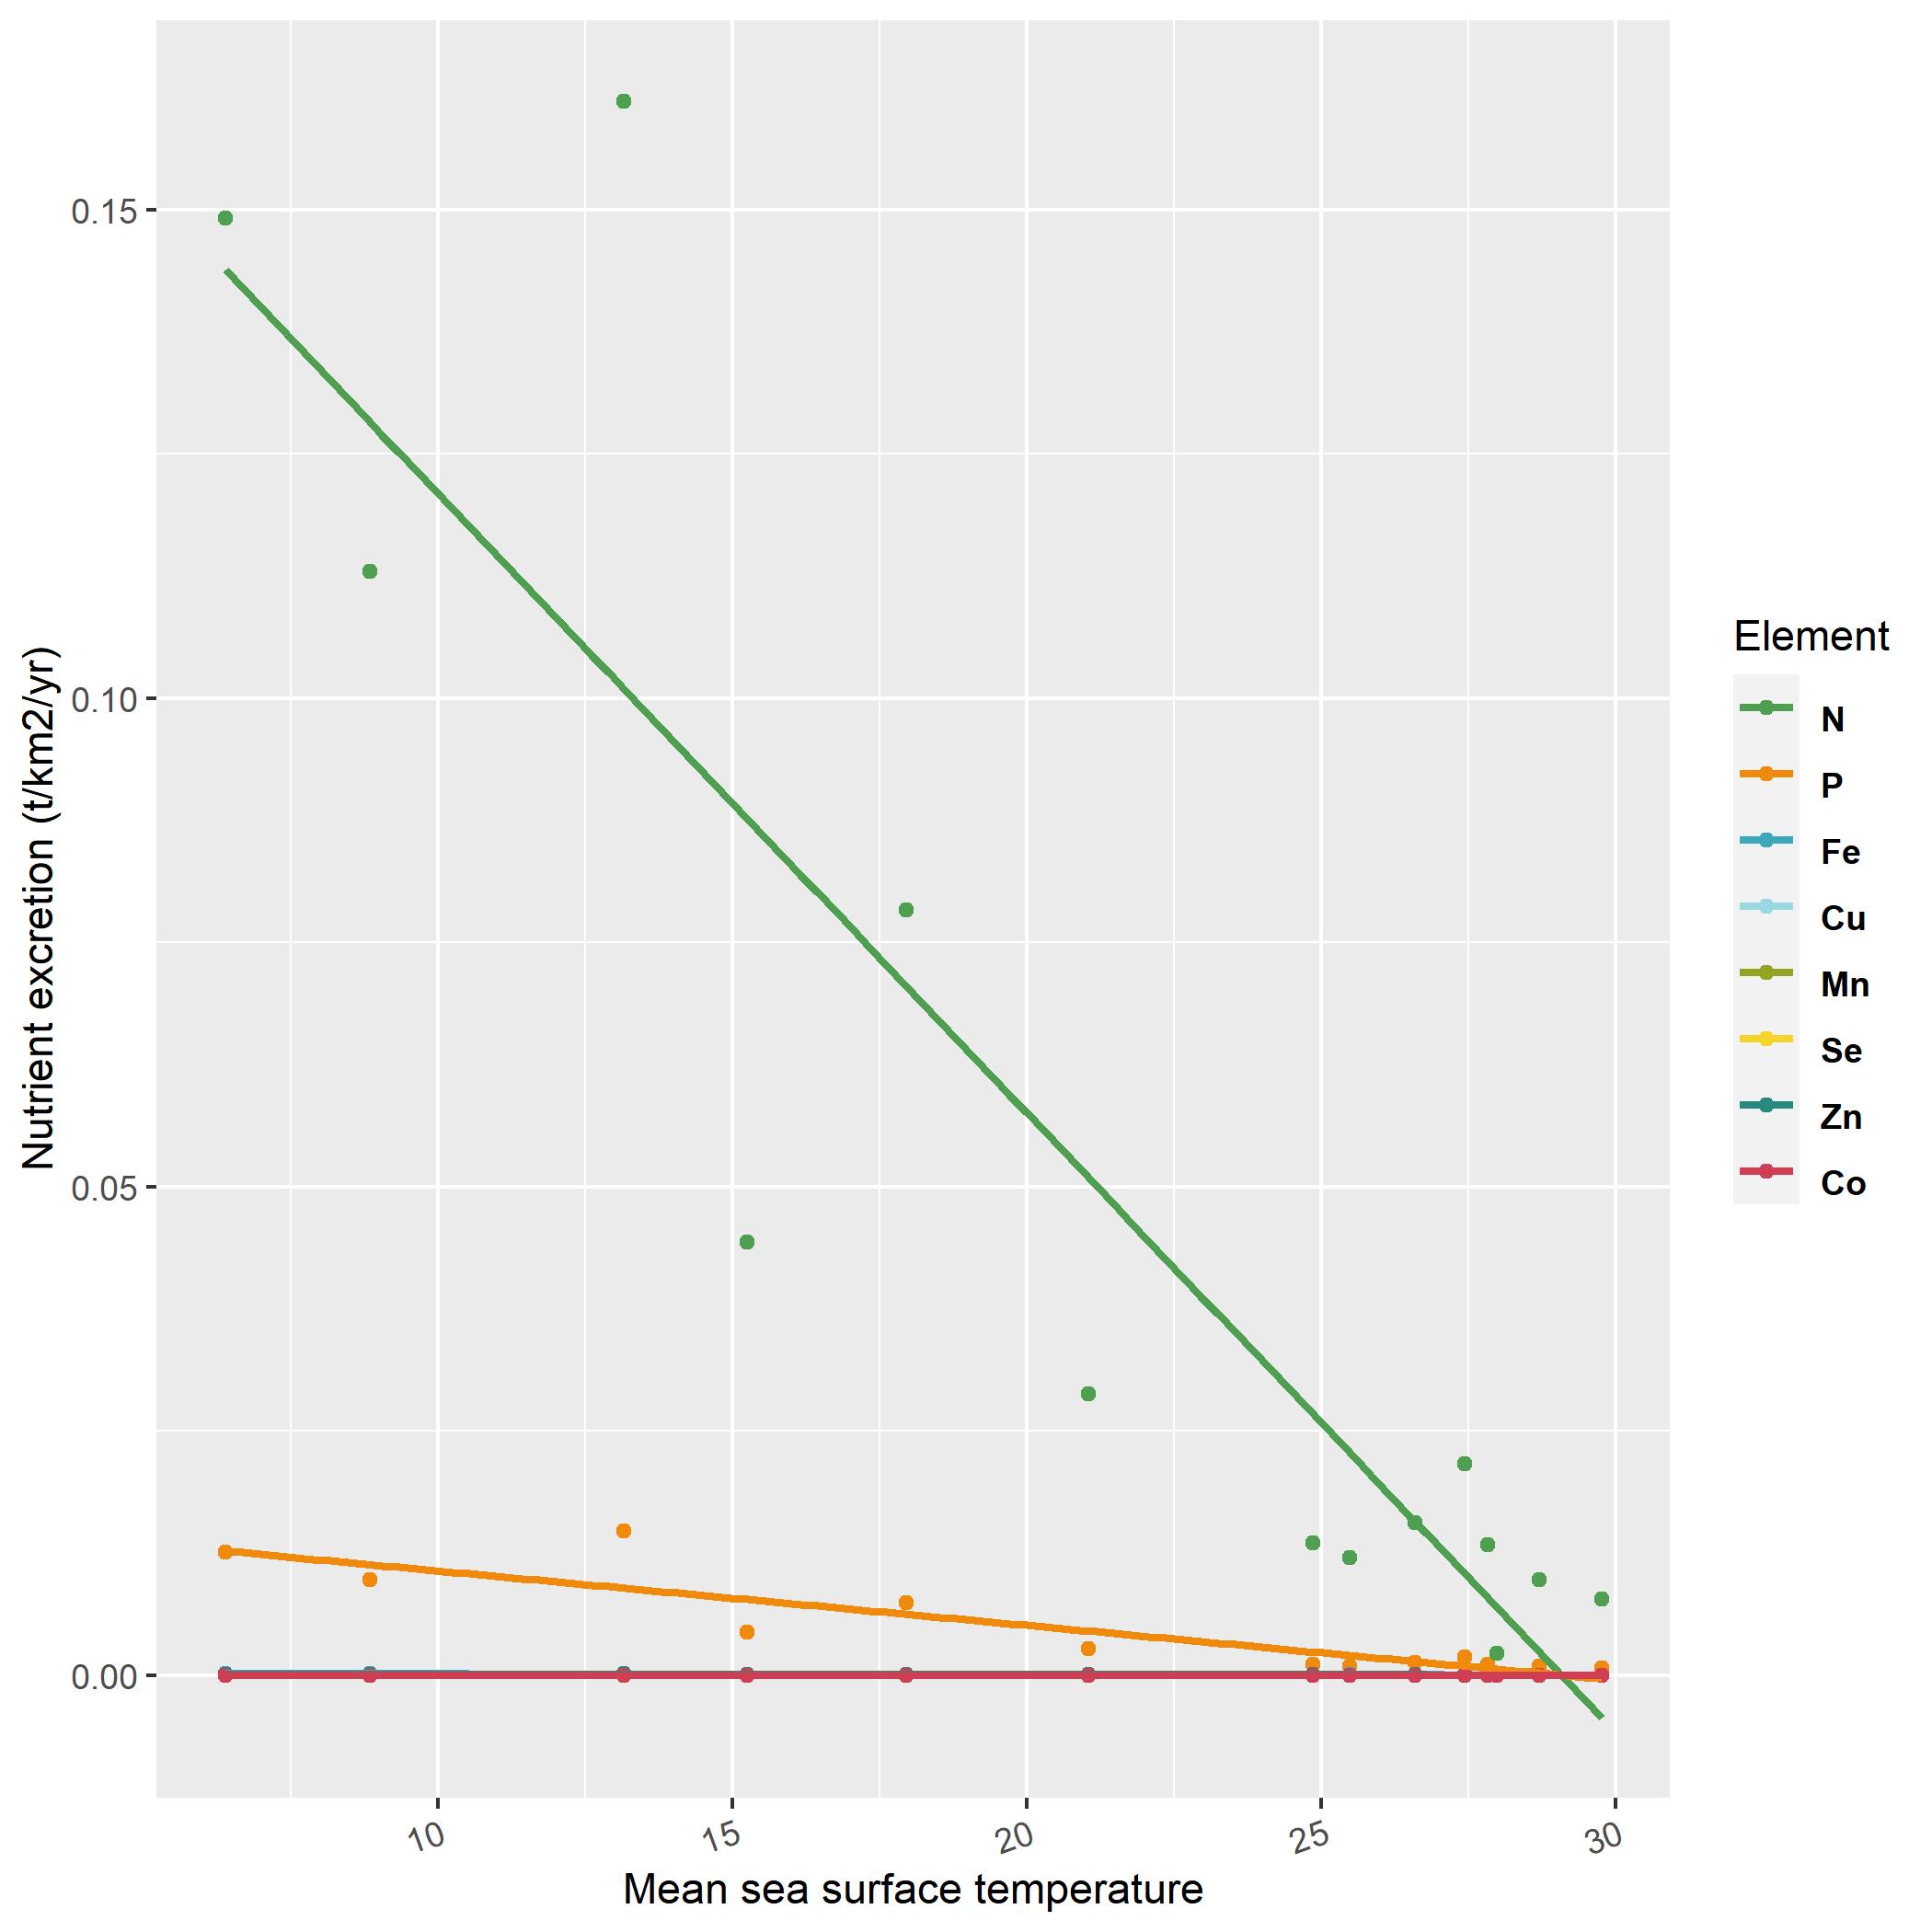 Nutrient excretion (t/km2/yr)
0.15
0.10
0.05
0.00
10
15
20
25
30
Mean sea surface temperature
Element
N
P
Fe
Cu
Mn
Se
Zn
Co